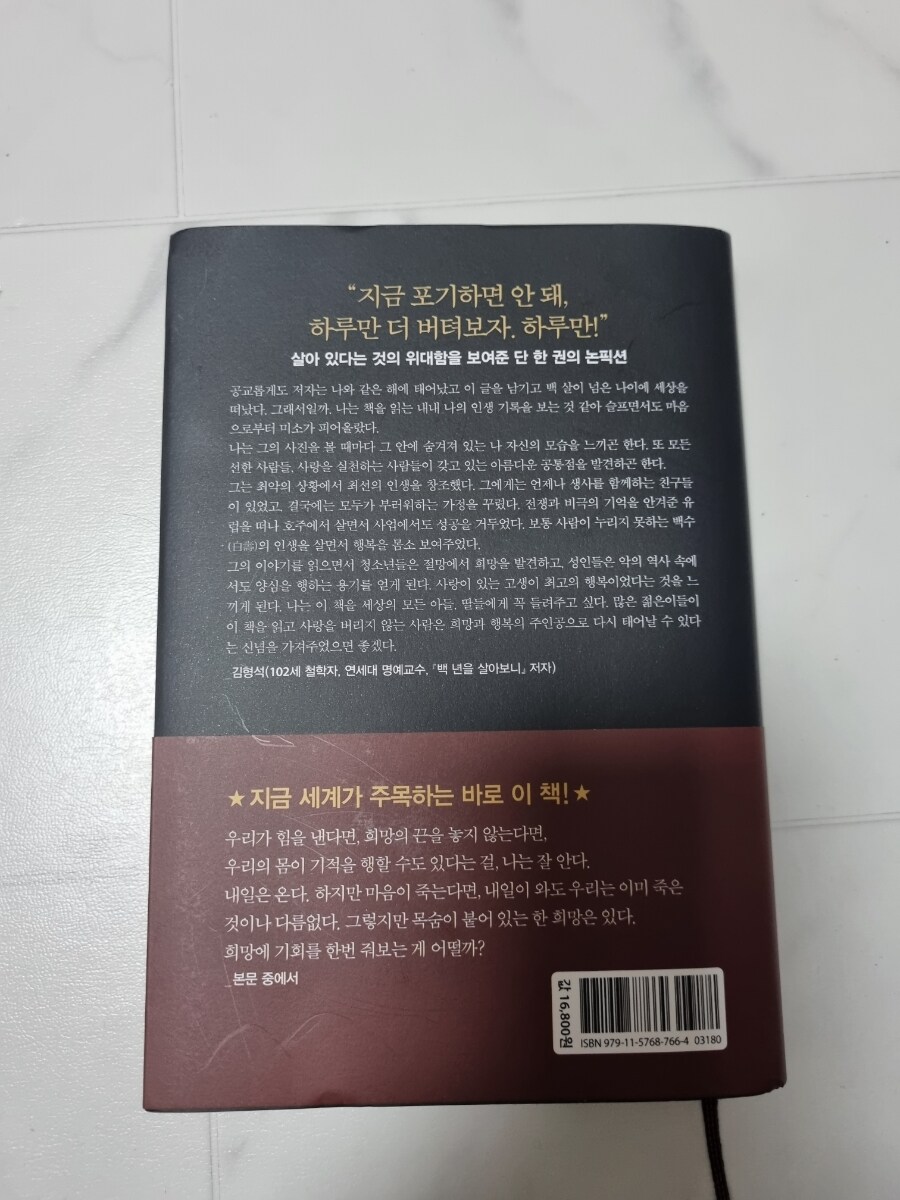 “지금 포기하면 안 돼,
하루만 더 버텨보자. 하루만!”
살아 있다는 것의 위대함을 보여준 단 한 권의 논픽션
공교롭게도 저자는 나와 같은 해에 태어났고 이 글을 남기고 백 살이 넘은 나이에 세상을
떠났다. 그래서일까. 나는 책을 읽는 내내 나의 인생 기록을 보는 것 같아 슬프면서도 마음
으로부터 미소가 피어올랐다.
나는 그의 사진을 볼 때마다 그 안에 숨겨져 있는 나 자신의 모습을 느끼곤 한다. 또 모든
선한 사람들, 사랑을 실천하는 사람들이 갖고 있는 아름다운 공통점을 발견하곤 한다.
그는 최악의 상황에서 최선의 인생을 창조했다. 그에게는 언제나 생사를 함께하는 친구들
이 있었고, 결국에는 모두가 부러워하는 가정을 꾸렸다. 전쟁과 비극의 기억을 안겨준 유
럽을 떠나 호주에서 살면서 사업에서도 성공을 거두었다. 보통 사람이 누리지 못하는 백수
(白壽)의 인생을 살면서 행복을 몸소 보여주었다.
그의 이야기를 읽으면서 청소년들은 절망에서 희망을 발견하고, 성인들은 악의 역사 속에
서도 양심을 행하는 용기를 얻게 된다. 사랑이 있는 고생이 최고의 행복이었다는 것을 느
끼게 된다. 나는 이 책을 세상의 모든 아들, 딸들에게 꼭 들려주고 싶다. 많은 젊은이들이
이 책을 읽고 사랑을 버리지 않는 사람은 희망과 행복의 주인공으로 다시 태어날 수 있다
는 신념을 가져주었으면 좋겠다.
_김형석(102세 철학자, 연세대 명예교수, 『백 년을 살아보니』 저자)
★지금 세계가 주목하는 바로 이 책!★
우리가 힘을 낸다면, 희망의 끈을 놓지 않는다면,
우리의 몸이 기적을 행할 수도 있다는 걸, 나는 잘 안다.
내일은 온다. 하지만 마음이 죽는다면, 내일이 와도 우리는 이미 죽은
것이나 다름없다. 그렇지만 목숨이 붙어 있는 한 희망은 있다.
희망에 기회를 한번 줘보는 게 어떨까?
_본문 중에서
값 16,800원
ISBN 979-11-5768-766-4 03180